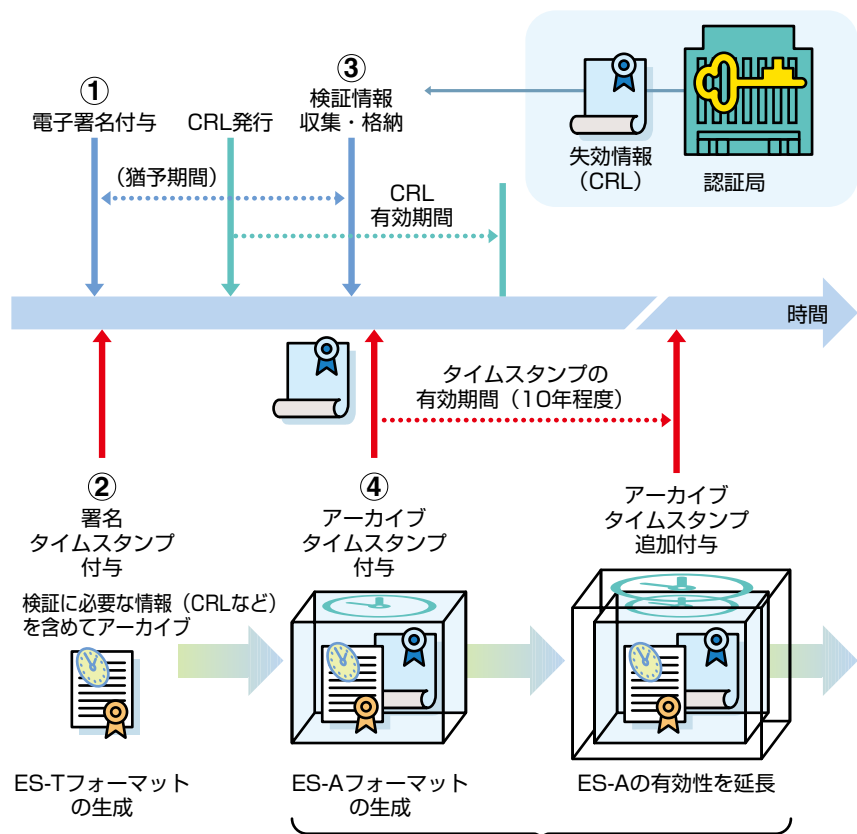 ①
電子署名付与
CRL発行
③
検証情報
収集・格納
失効情報
（CRL）
認証局
（猶予期間）
CRL
有効期間
時間
タイムスタンプの
有効期間（10年程度）
②
署名
タイムスタンプ
付与
④
アーカイブ
タイムスタンプ
付与
アーカイブ
タイムスタンプ
追加付与
検証に必要な情報（CRLなど）
を含めてアーカイブ
ES-Tフォーマット
の生成
ES-Aフォーマット
の生成
ES-Aの有効性を延長